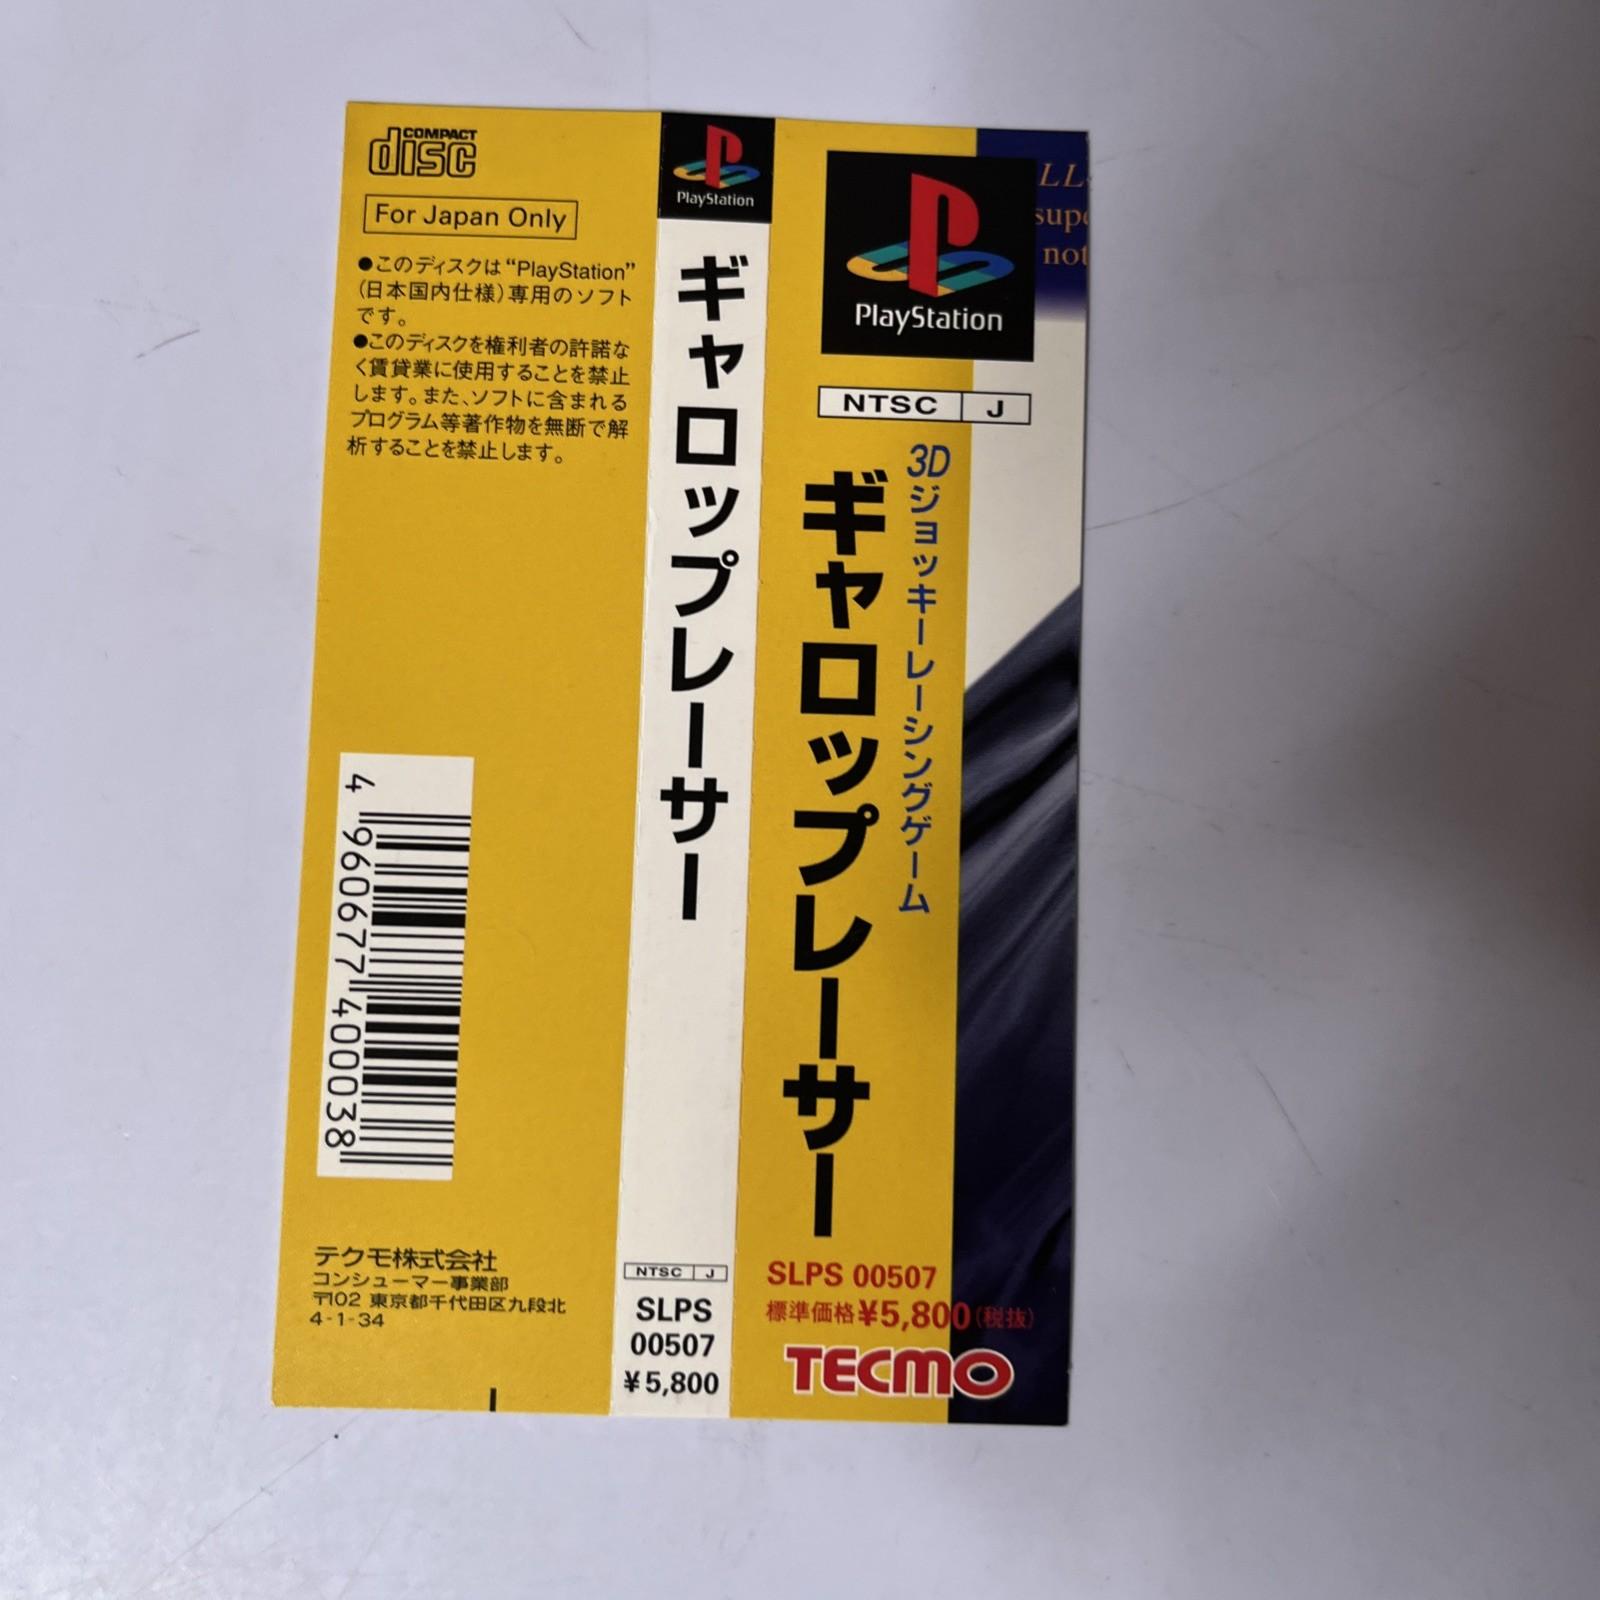 COMPACT
disc
For Japan Only
●このディスクは“PlayStation”
(日本国内仕様)専用のソフト
です。
●このディスクを権利者の許諾な
く賃貸業に使用することを禁止
します。また、ソフトに含まれる
プログラム等著作物を無断で解
析することを禁止します。
4 960677 400038
テクモ株式会社
コンシューマー事業部
〒102 東京都千代田区九段北
4-1-34
PlayStation
ギャロップレーサー
NTSC J
SLPS
00507
¥5,800
PlayStation
NTSC J
3Dジョッキーレーシングゲーム
ギャロップレーサー
SLPS 00507
標準価格¥5,800(税抜)
TECMO
not